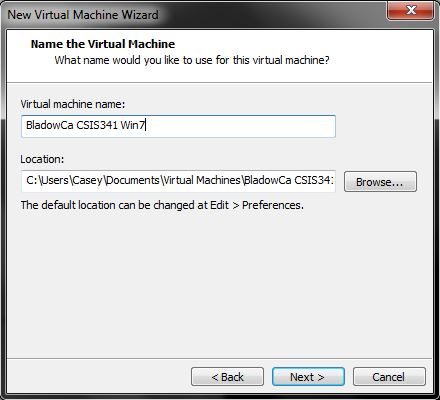 New Virtual Machine Wizard
Name the Virtual Machine
What name would you like to use for this virtual machine?
Virtual machine name:
BladowCa CSIS341 Win7
Location:
C:\Users\Casey\Documents\Virtual Machines\BladowCa CSIS341
Browse...
The default location can be changed at Edit > Preferences.
< Back
Next >
Cancel